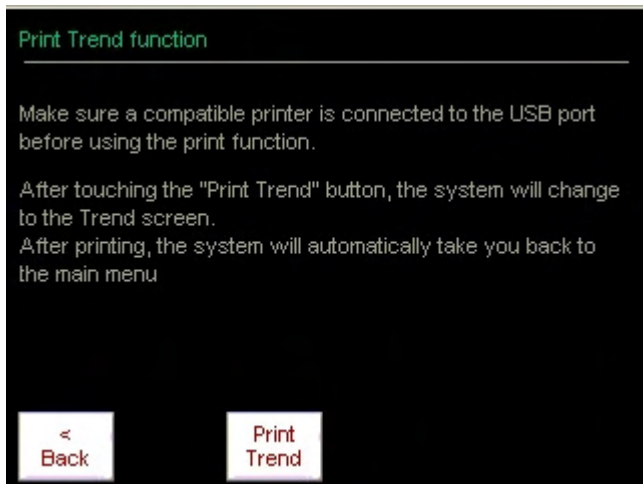 Print Trend function
Make sure a compatible printer is connected to the USB port
before using the print function.
After touching the "Print Trend" button, the system will change
to the Trend screen.
After printing, the system will automatically take you back to
the main menu
<
Back
Print
Trend